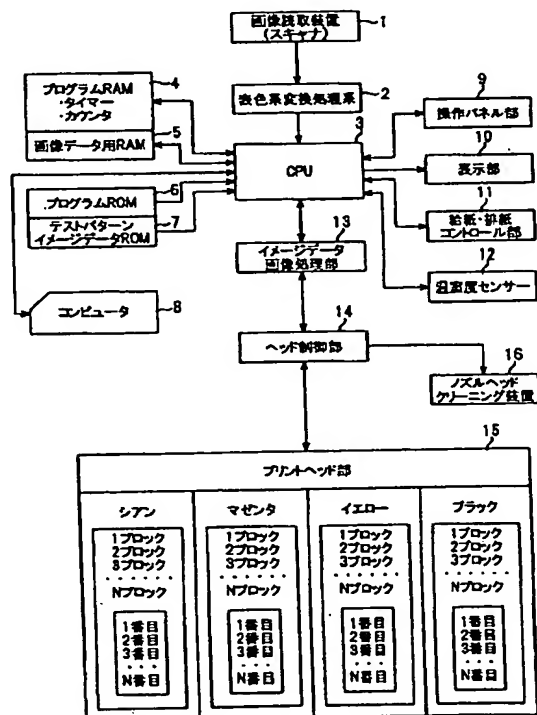 画像読取装置
(スキャナ)
1
表色系変換処理系
2
3
CPU
プログラムRAM
・タイマー
・カウンタ
4
画像データ用RAM
5
プログラムROM
6
テストパターン
イメージデータROM
7
コンピュータ
8
9
操作パネル部
10
表示部
11
給紙・排紙
コントロール部
12
温湿度センサー
13
イメージデータ
画像処理部
14
ヘッド制御部
16
ノズルヘッド
クリーニング装置
15
プリントヘッド部
シアン
1ブロック
2ブロック
3ブロック
・・・・・
Nブロック
1番目
2番目
3番目
・・・
N番目
マゼンタ
1ブロック
2ブロック
3ブロック
・・・・・
Nブロック
1番目
2番目
3番目
・・・
N番目
イエロー
1ブロック
2ブロック
3ブロック
・・・・・
Nブロック
1番目
2番目
3番目
・・・
N番目
ブラック
1ブロック
2ブロック
3ブロック
・・・・・
Nブロック
1番目
2番目
3番目
・・・
N番目